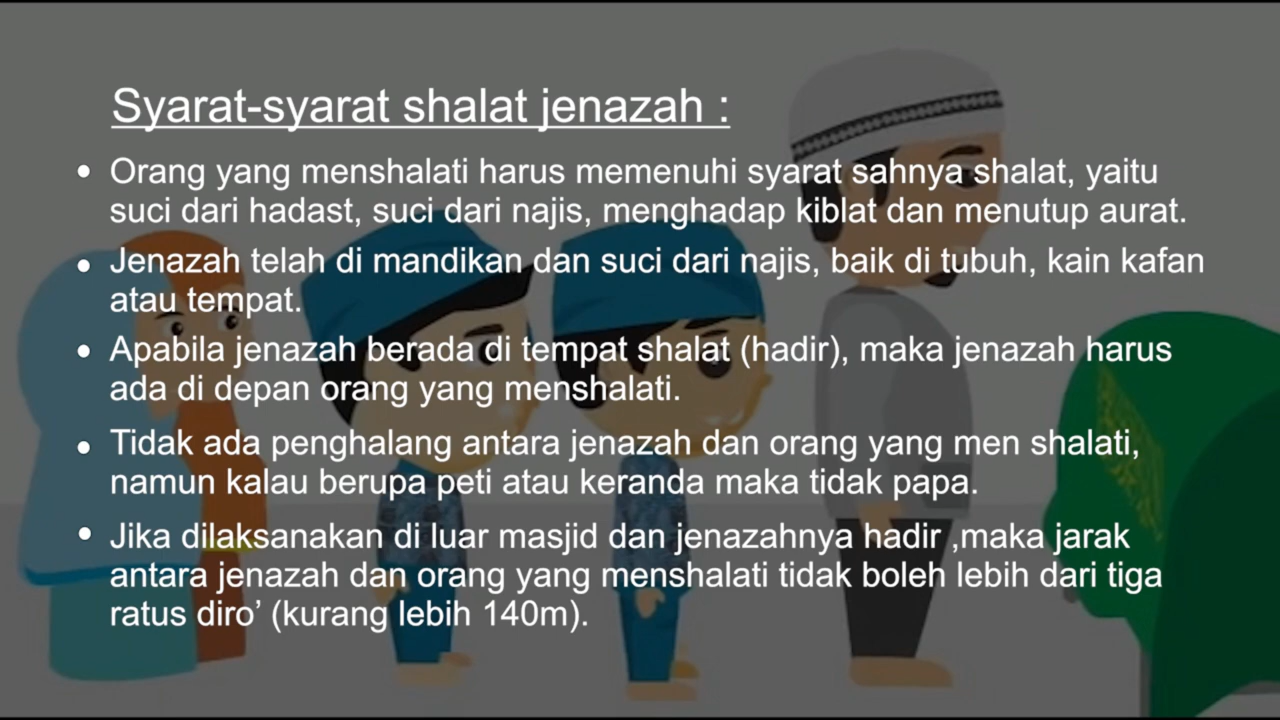 Syarat-syarat shalat jenazah :
• Orang yang menshalati harus memenuhi syarat sahnya shalat, yaitu
suci dari hadast, suci dari najis, menghadap kiblat dan menutup aurat.
• Jenazah telah di mandikan dan suci dari najis, baik di tubuh, kain kafan
atau tempat.
• Apabila jenazah berada di tempat shalat (hadir), maka jenazah harus
ada di depan orang yang menshalati.
• Tidak ada penghalang antara jenazah dan orang yang men shalati,
namun kalau berupa peti atau keranda maka tidak papa.
• Jika dilaksanakan di luar masjid dan jenazahnya hadir ,maka jarak
antara jenazah dan orang yang menshalati tidak boleh lebih dari tiga
ratus diro’ (kurang lebih 140m).